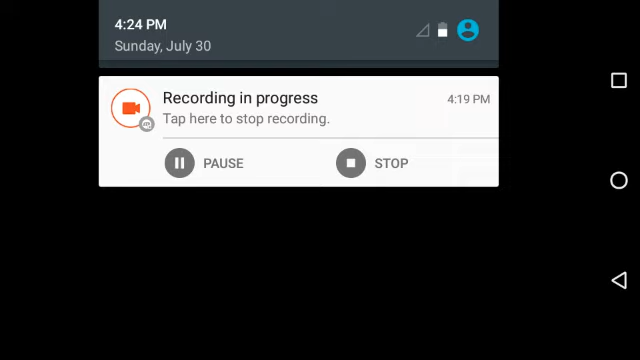 4:24 PM
Sunday, July 30
Recording in progress 4:19 PM
Tap here to stop recording.
PAUSE STOP